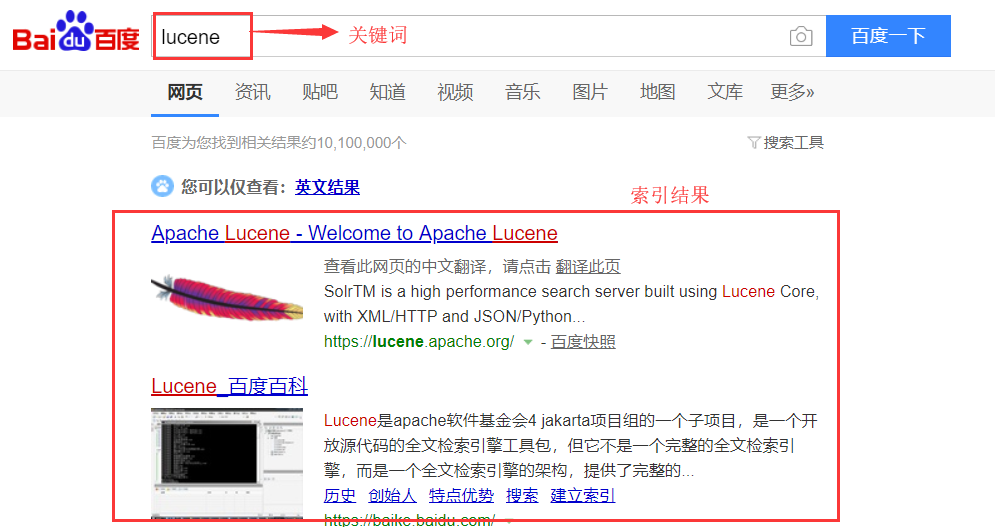 Bai du 百度 lucene 关键词 百度一下
网页 资讯 贴吧 知道 视频 音乐 图片 地图 文库 更多»
百度为您找到相关结果约10,100,000个 搜索工具
您可以仅查看：英文结果
索引结果
Apache Lucene - Welcome to Apache Lucene
查看此网页的中文翻译，请点击 翻译此页
SolrTM is a high performance search server built using Lucene Core,
with XML/HTTP and JSON/Python...
https://lucene.apache.org/ - 百度快照
Lucene_百度百科
Lucene是apache软件基金会4 jakarta项目组的一个子项目，是一个开
放源代码的全文检索引擎工具包，但它不是一个完整的全文检索引
擎，而是一个全文检索引擎的架构，提供了完整的...
历史 创始人 特点优势 搜索 建立索引
https://baike.baidu.com/